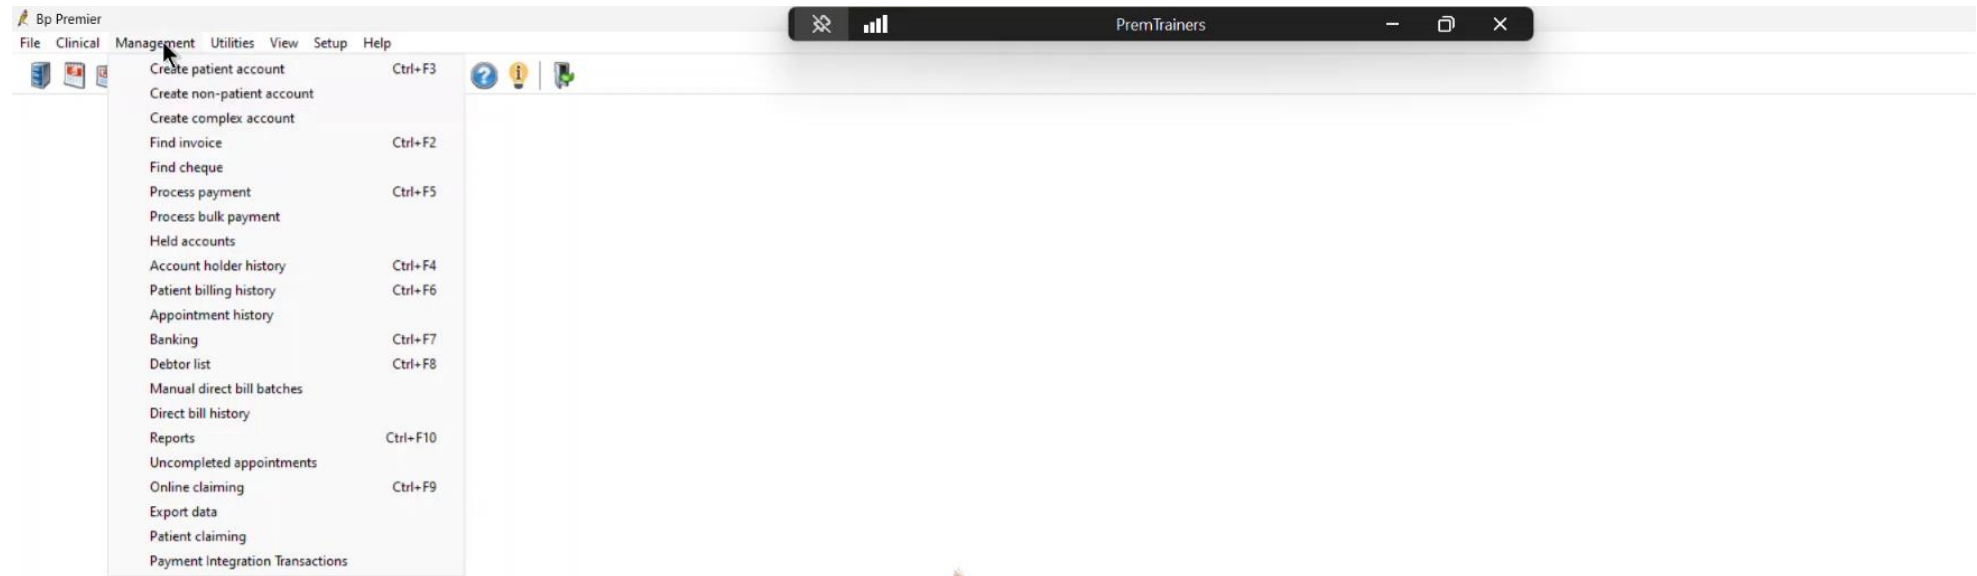 Bp Premier
PremTrainers
File Clinical Management Utilities View Setup Help
Create patient account Ctrl+F3
Create non-patient account
Create complex account
Find invoice Ctrl+F2
Find cheque
Process payment Ctrl+F5
Process bulk payment
Held accounts
Account holder history Ctrl+F4
Patient billing history Ctrl+F6
Appointment history
Banking Ctrl+F7
Debtor list Ctrl+F8
Manual direct bill batches
Direct bill history
Reports Ctrl+F10
Uncompleted appointments
Online claiming Ctrl+F9
Export data
Patient claiming
Payment Integration Transactions